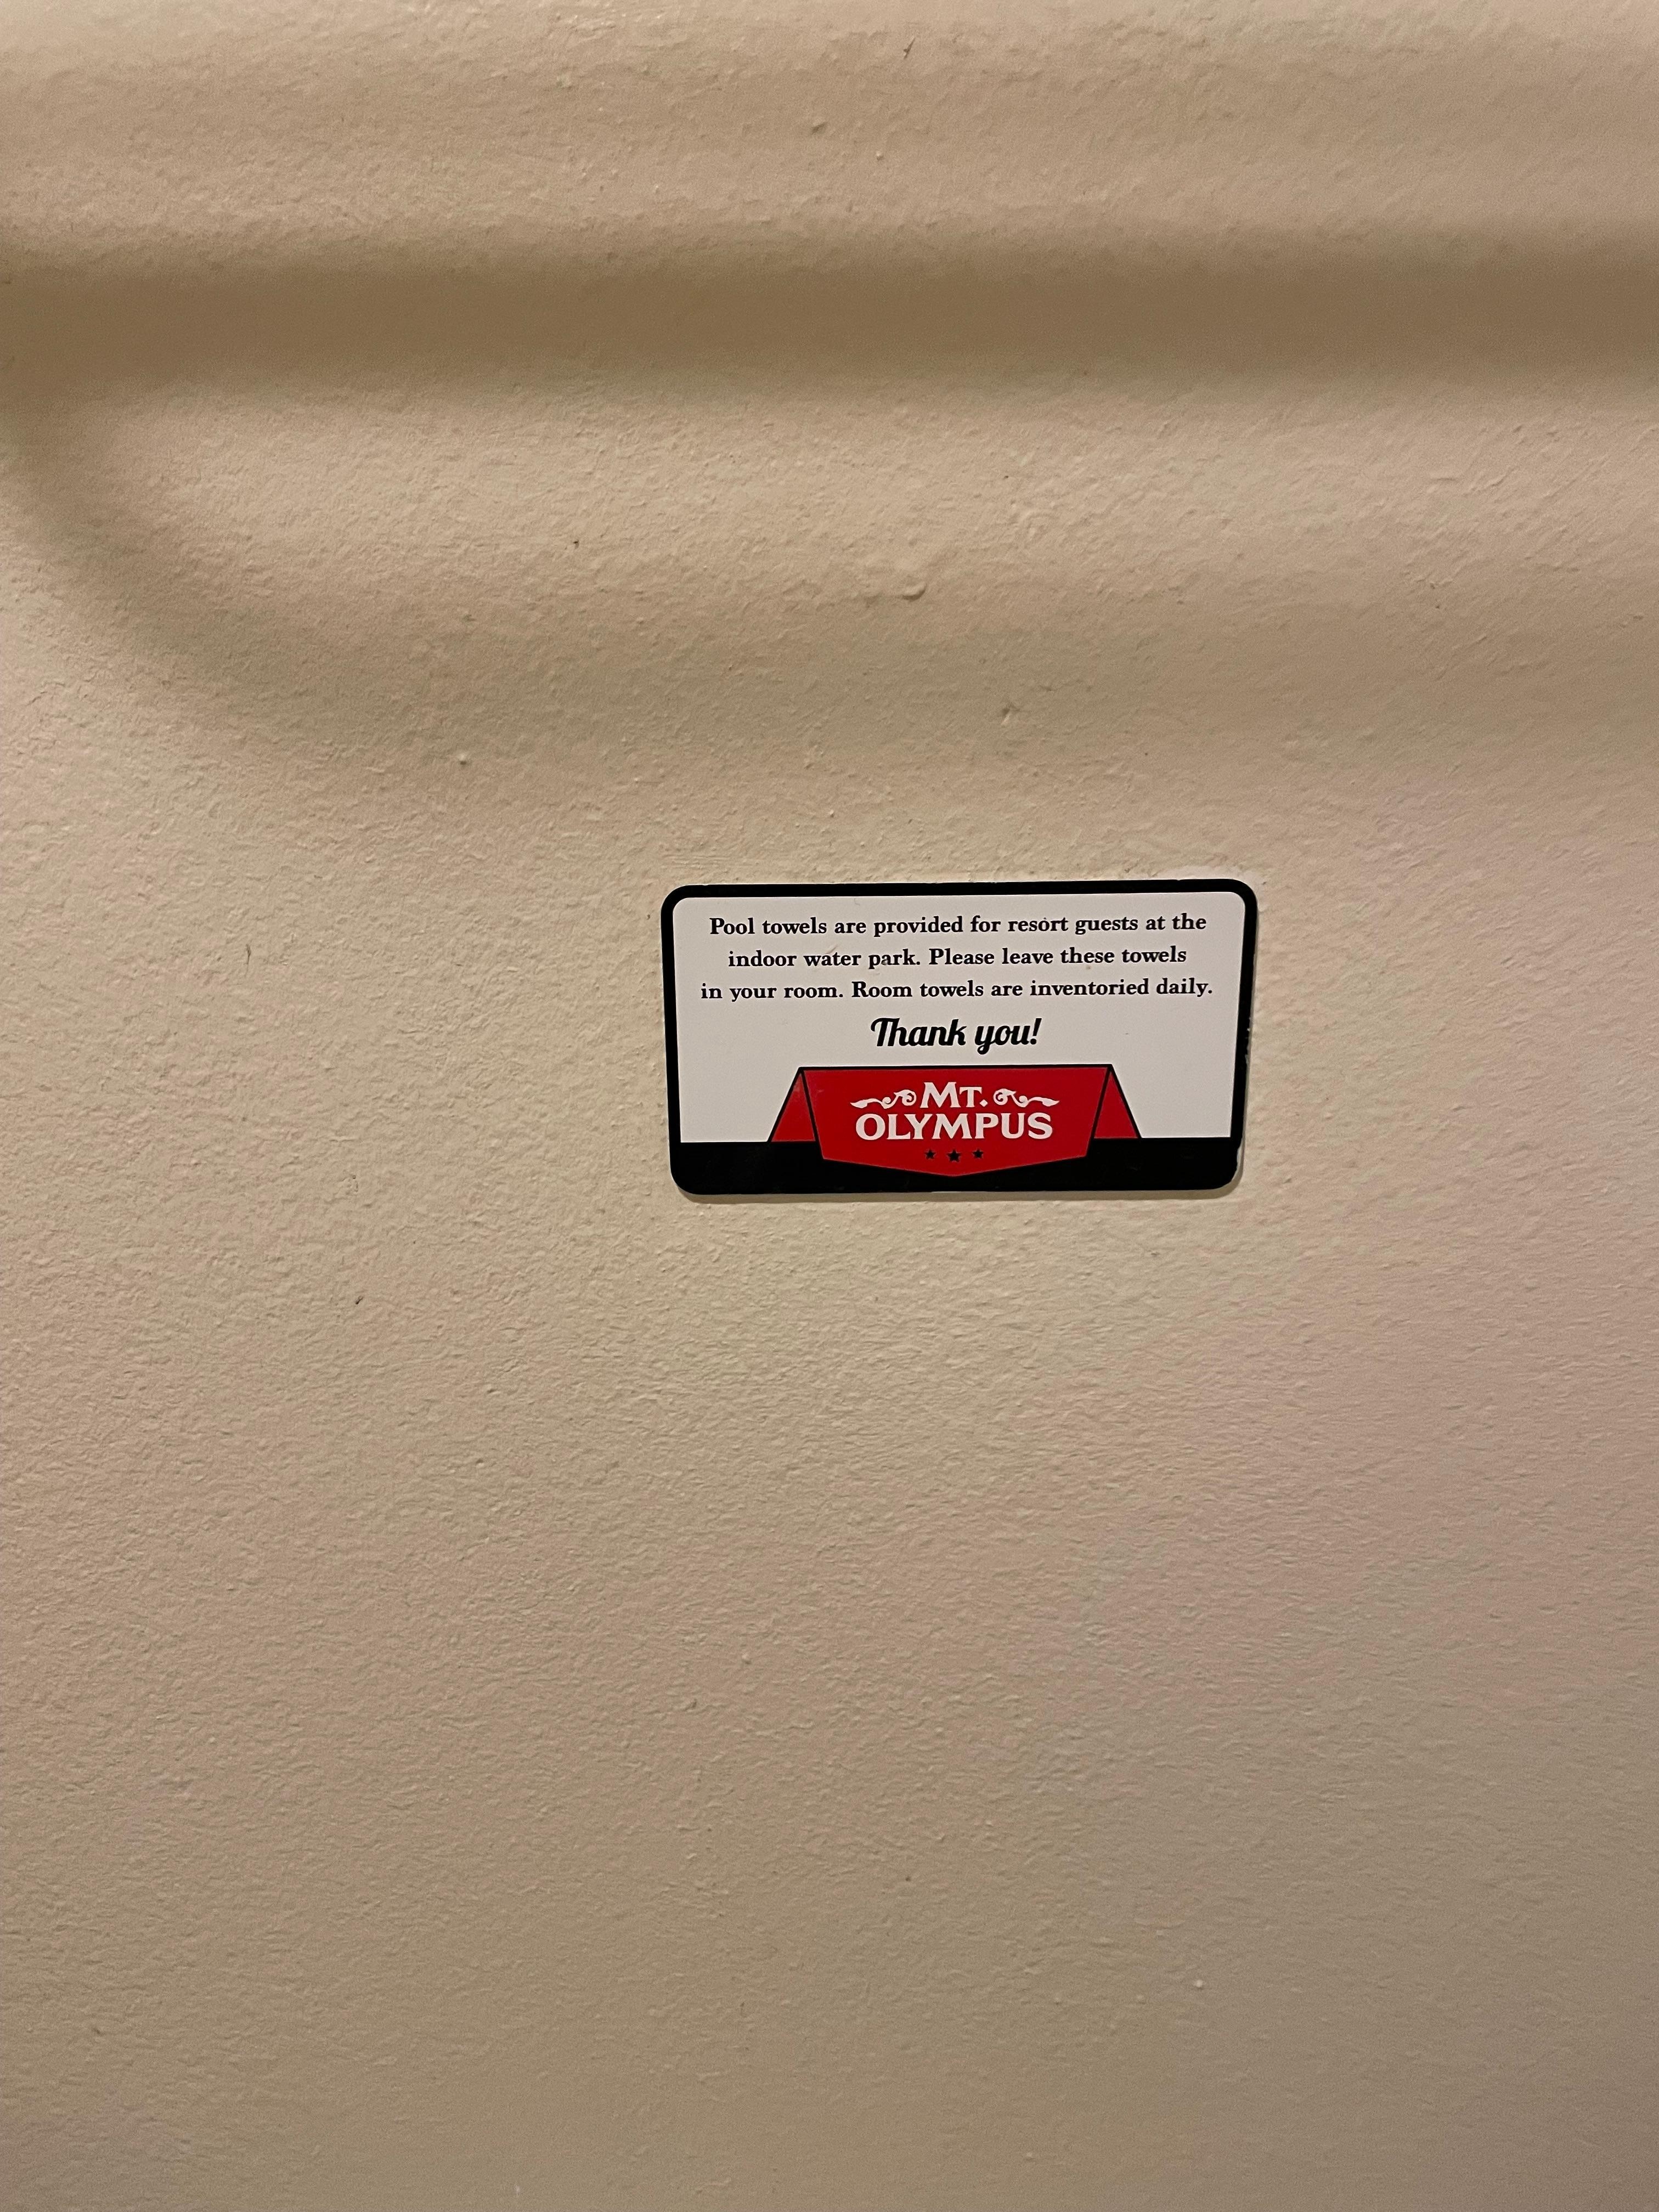 Pool towels are provided for resort guests at the
indoor water park. Please leave these towels
in your room. Room towels are inventoried daily.
Thank you!
MT.
OLYMPUS